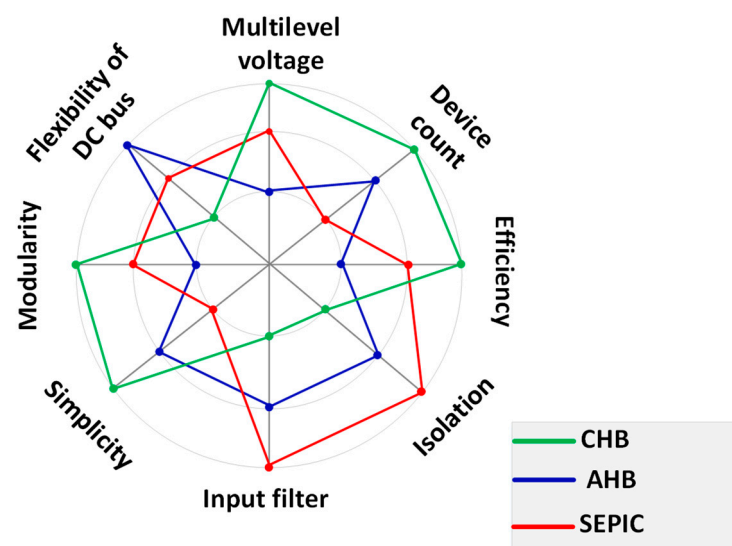 Multilevel
voltage
Device
count
Efficiency
Isolation
Input filter
Simplicity
Modularity
Flexibility of
DC bus
CHB
AHB
SEPIC